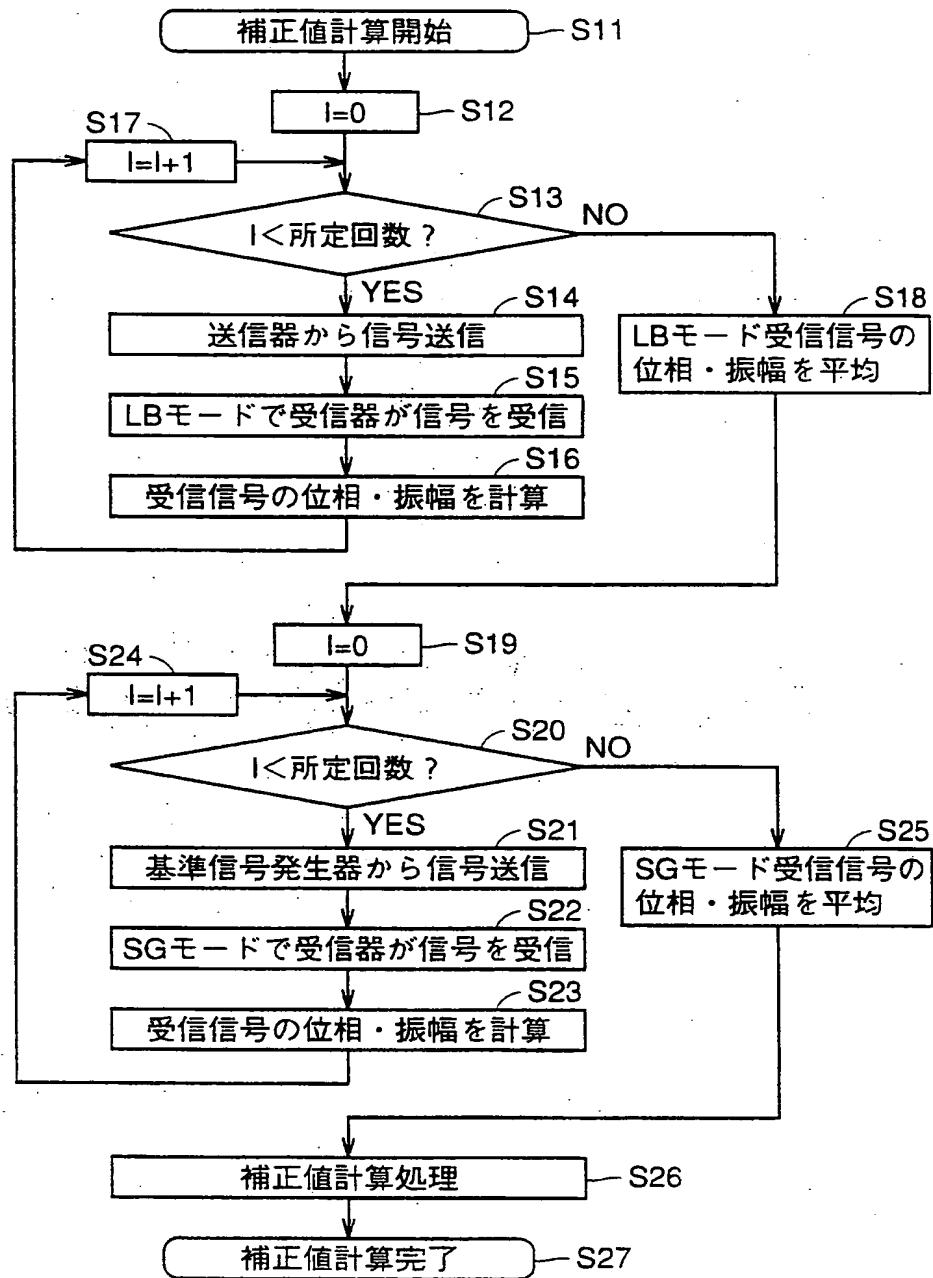 補正値計算開始
S11
I=0
S12
S17
I=I+1
S13
I<所定回数？
NO
YES
S14
送信器から信号送信
S15
LBモードで受信器が信号を受信
S16
受信信号の位相・振幅を計算
S18
LBモード受信信号の
位相・振幅を平均
I=0
S19
S24
I=I+1
S20
I<所定回数？
NO
YES
S21
基準信号発生器から信号送信
S22
SGモードで受信器が信号を受信
S23
受信信号の位相・振幅を計算
S25
SGモード受信信号の
位相・振幅を平均
補正値計算処理
S26
補正値計算完了
S27